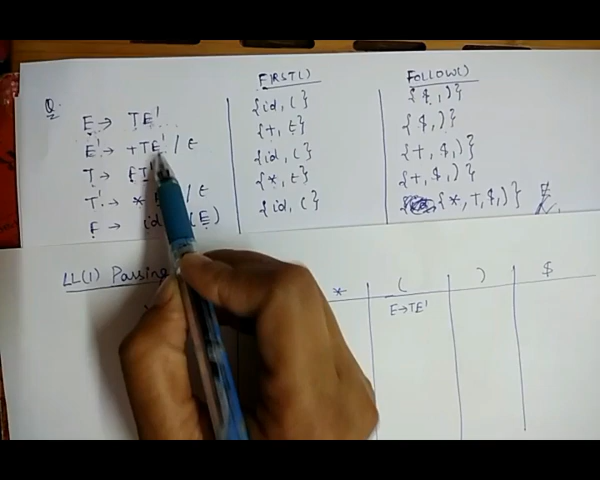 FIRST() FOLLOW()
Q. E → TE' {id, (} {$, )}
E' → +TE' / ε {+, ε} {$, )}
T → FT' {id, (} {+, $, )}
T' → * / ε {*, ε} {+, $, )}
F → id (E) {id, (} {*, +, $, )}
LL(1) Parsing * ( ) $
E→TE'